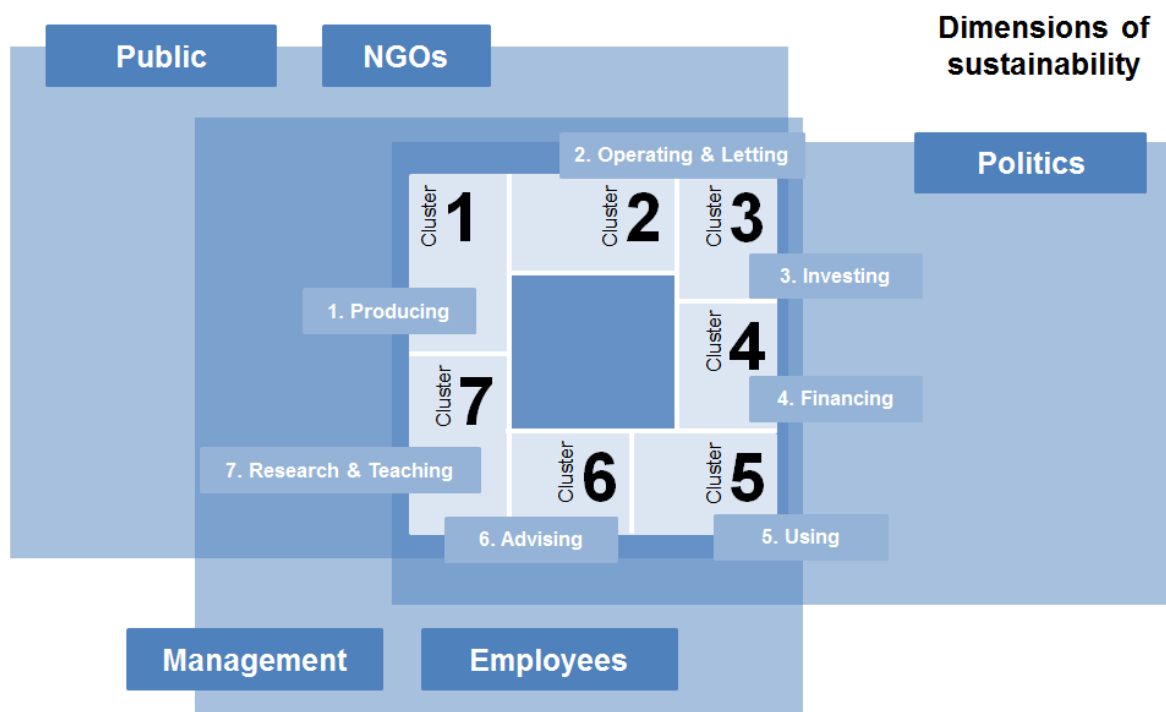 Dimensions of
sustainability
Public
NGOs
Politics
2. Operating & Letting
Cluster 1
Cluster 2
Cluster 3
3. Investing
1. Producing
Cluster 4
4. Financing
Cluster 7
7. Research & Teaching
Cluster 6
Cluster 5
6. Advising
5. Using
Management
Employees